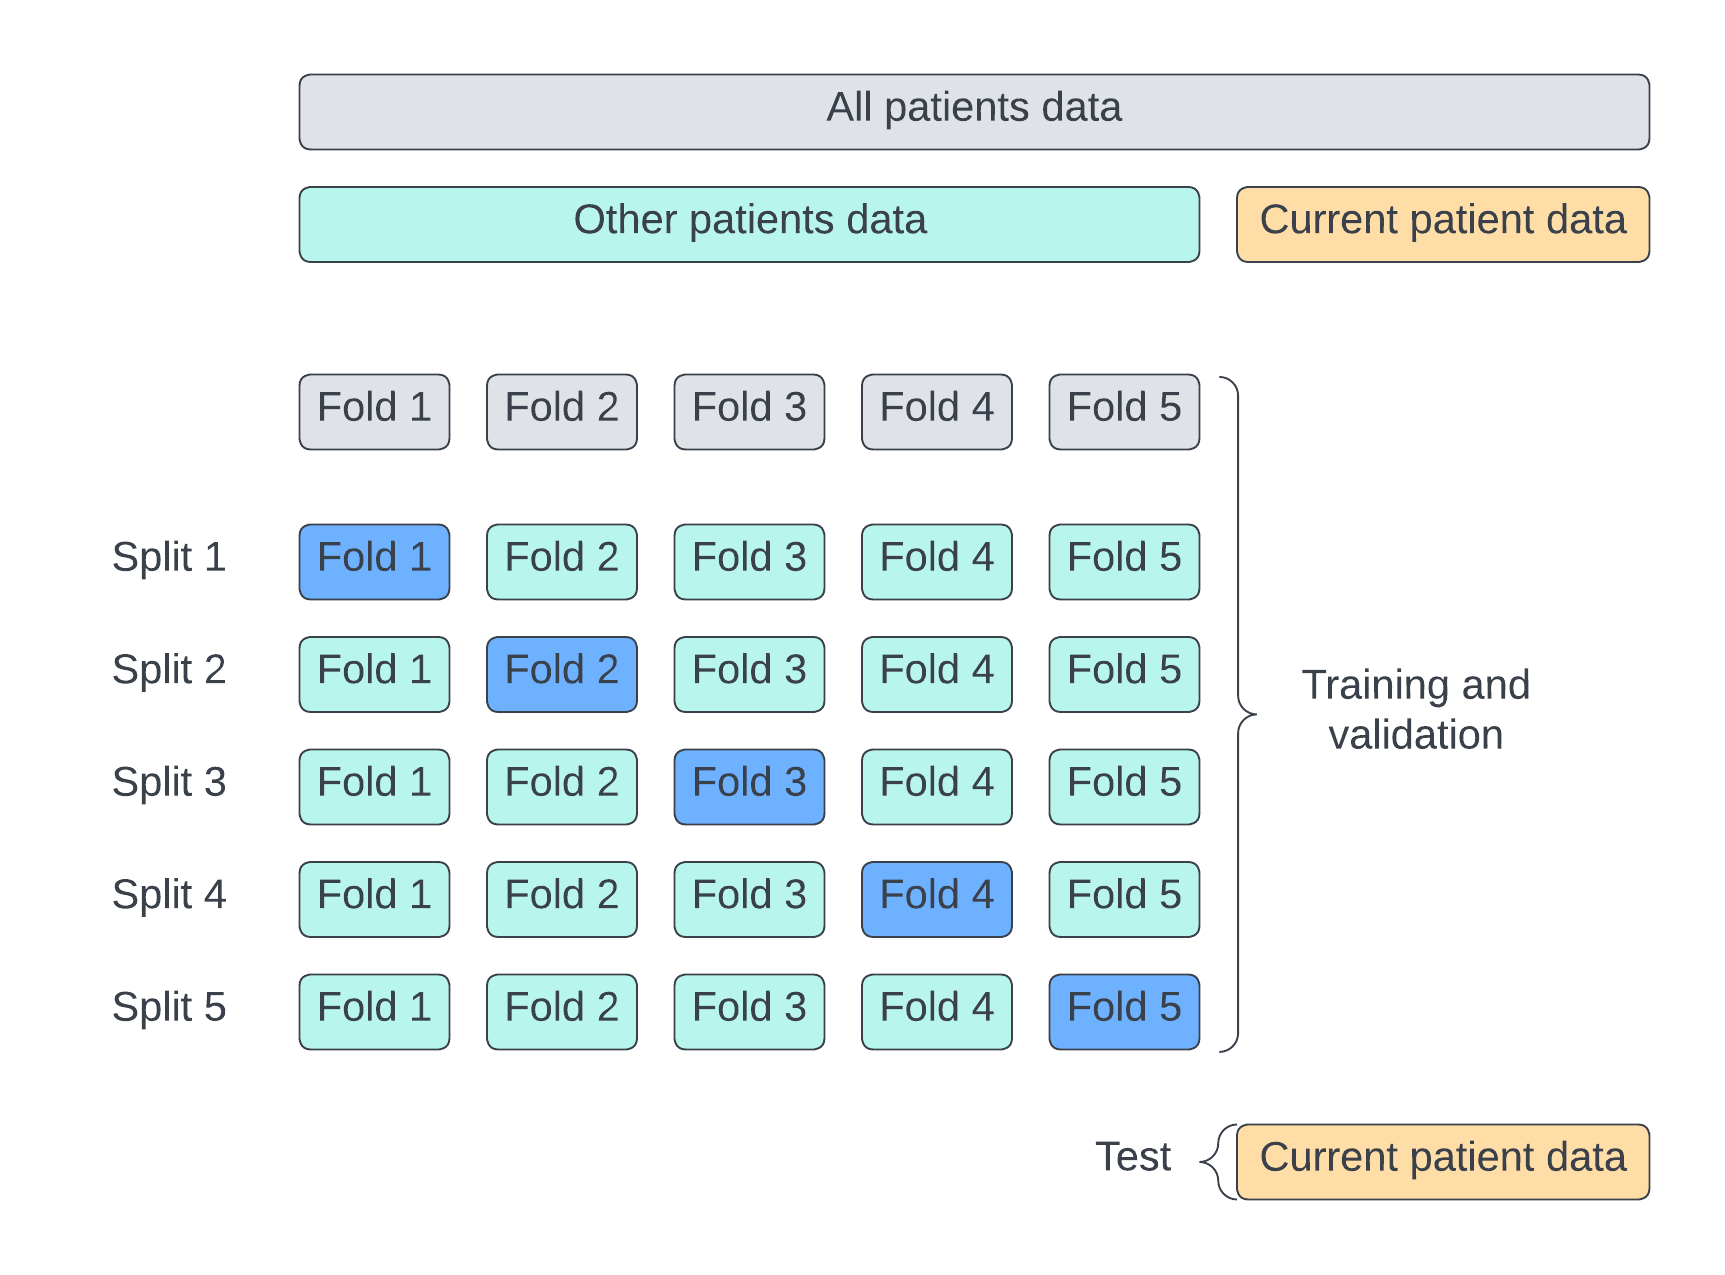 All patients data
Other patients data Current patient data
Fold 1 Fold 2 Fold 3 Fold 4 Fold 5
Split 1 Fold 1 Fold 2 Fold 3 Fold 4 Fold 5
Split 2 Fold 1 Fold 2 Fold 3 Fold 4 Fold 5
Split 3 Fold 1 Fold 2 Fold 3 Fold 4 Fold 5
Split 4 Fold 1 Fold 2 Fold 3 Fold 4 Fold 5
Split 5 Fold 1 Fold 2 Fold 3 Fold 4 Fold 5
Training and
validation
Test Current patient data